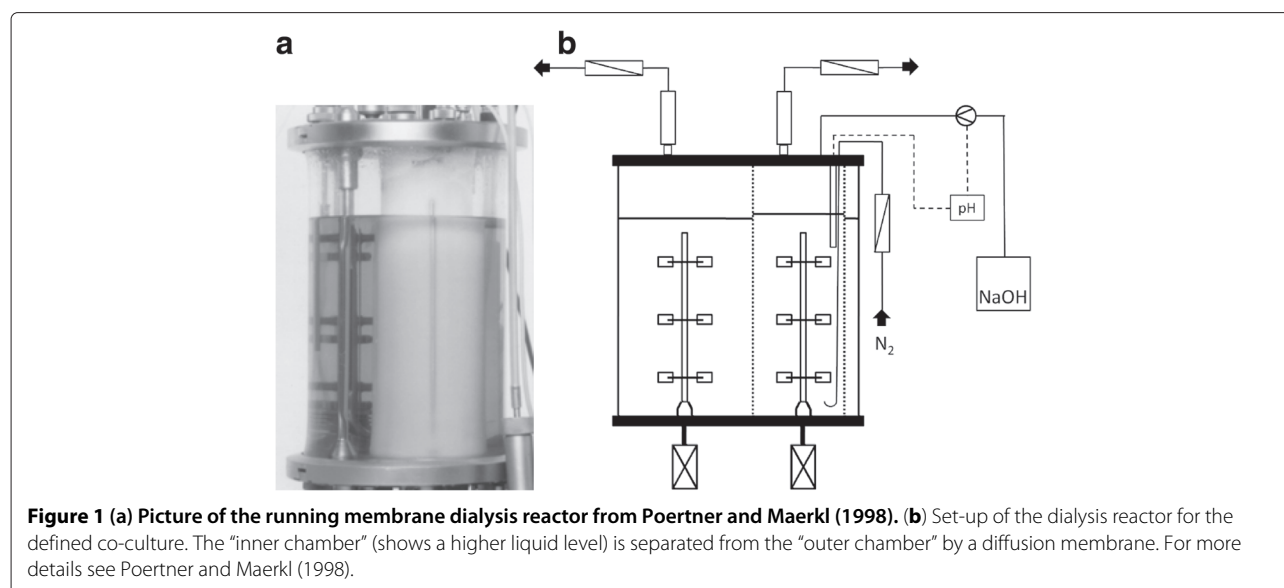 a
b
pH
NaOH
N2
Figure 1 (a) Picture of the running membrane dialysis reactor from Poertner and Maerkl (1998). (b) Set-up of the dialysis reactor for the
defined co-culture. The “inner chamber” (shows a higher liquid level) is separated from the “outer chamber” by a diffusion membrane. For more
details see Poertner and Maerkl (1998).